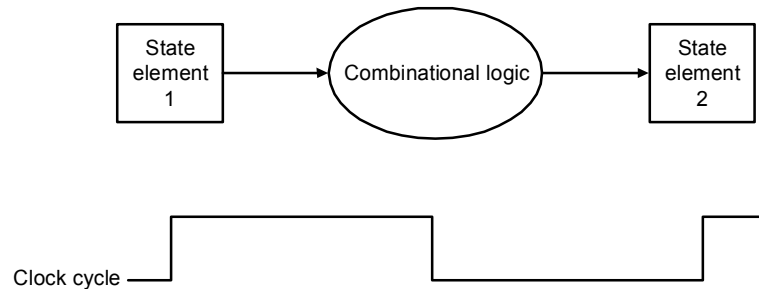 State
element
1
Combinational logic
State
element
2
Clock cycle